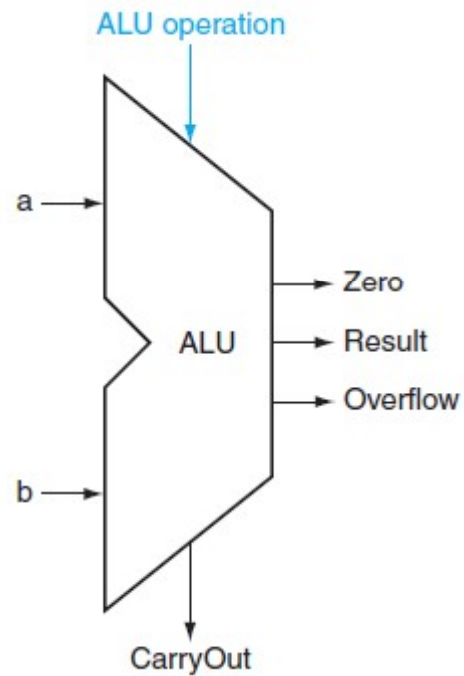 ALU operation
a
Zero
ALU
Result
Overflow
b
CarryOut